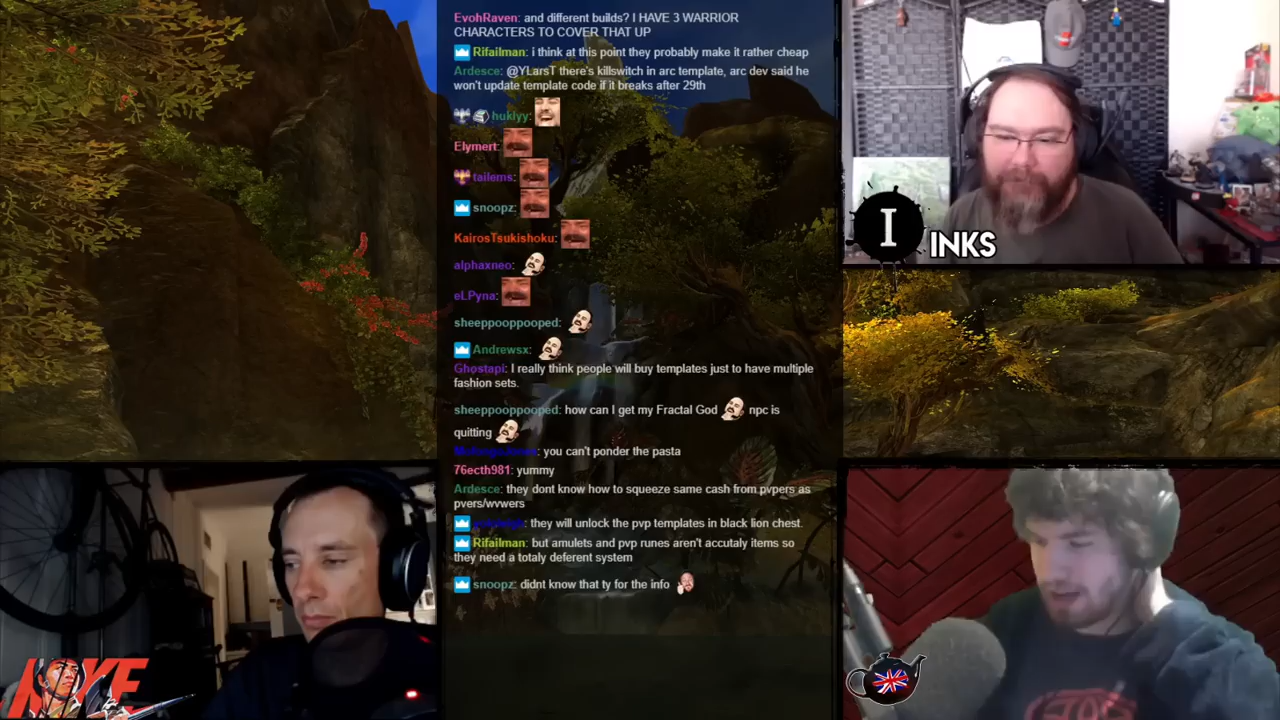 EvohRaven: and different builds? I HAVE 3 WARRIOR
CHARACTERS TO COVER THAT UP
Rifailman: i think at this point they probably make it rather cheap
Ardesce: @YLarsT there's killswitch in arc template, arc dev said he
won't update template code if it breaks after 29th
hukiyy:
Elymert:
tailems:
snoopz:
KairosTsukishoku:
alphaxneo:
eLPyna:
sheeppooppooped:
Andrewsx:
Ghostapi: I really think people will buy templates just to have multiple
fashion sets.
sheeppooppooped: how can I get my Fractal God npc is
quitting
you can't ponder the pasta
76ecth981: yummy
Ardesce: they dont know how to squeeze same cash from pvpers as
pvers/wvwers
they will unlock the pvp templates in black lion chest.
Rifailman: but amulets and pvp runes aren't accutaly items so
they need a totaly deferent system
snoopz: didnt know that ty for the info
I
INKS